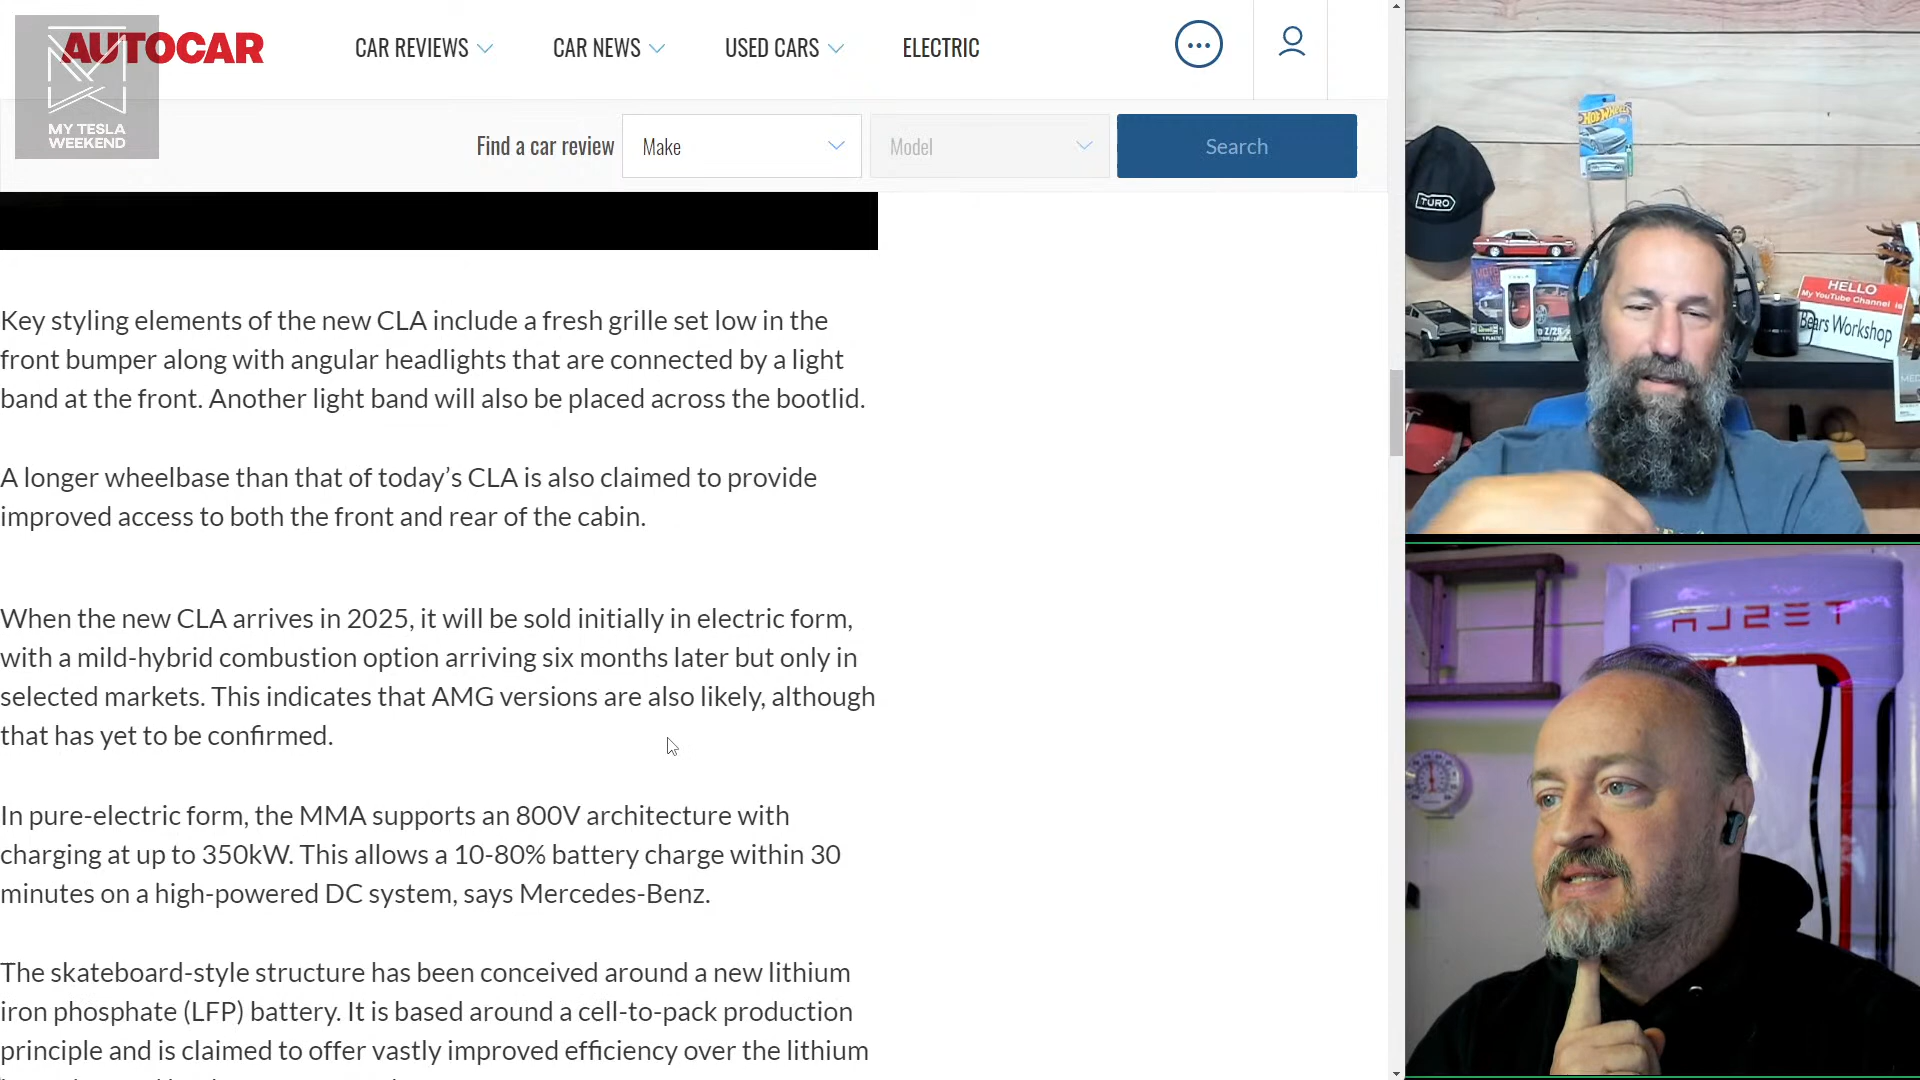 AUTOCAR
CAR REVIEWS
CAR NEWS
USED CARS
ELECTRIC
MY TESLA
WEEKEND
Find a car review
Make
Model
Search
Key styling elements of the new CLA include a fresh grille set low in the
front bumper along with angular headlights that are connected by a light
band at the front. Another light band will also be placed across the bootlid.
A longer wheelbase than that of today’s CLA is also claimed to provide
improved access to both the front and rear of the cabin.
When the new CLA arrives in 2025, it will be sold initially in electric form,
with a mild-hybrid combustion option arriving six months later but only in
selected markets. This indicates that AMG versions are also likely, although
that has yet to be confirmed.
In pure-electric form, the MMA supports an 800V architecture with
charging at up to 350kW. This allows a 10-80% battery charge within 30
minutes on a high-powered DC system, says Mercedes-Benz.
The skateboard-style structure has been conceived around a new lithium
iron phosphate (LFP) battery. It is based around a cell-to-pack production
principle and is claimed to offer vastly improved efficiency over the lithium
HOT WHEELS
TURO
HELLO
My YouTube Channel is
Bears Workshop
TESLA